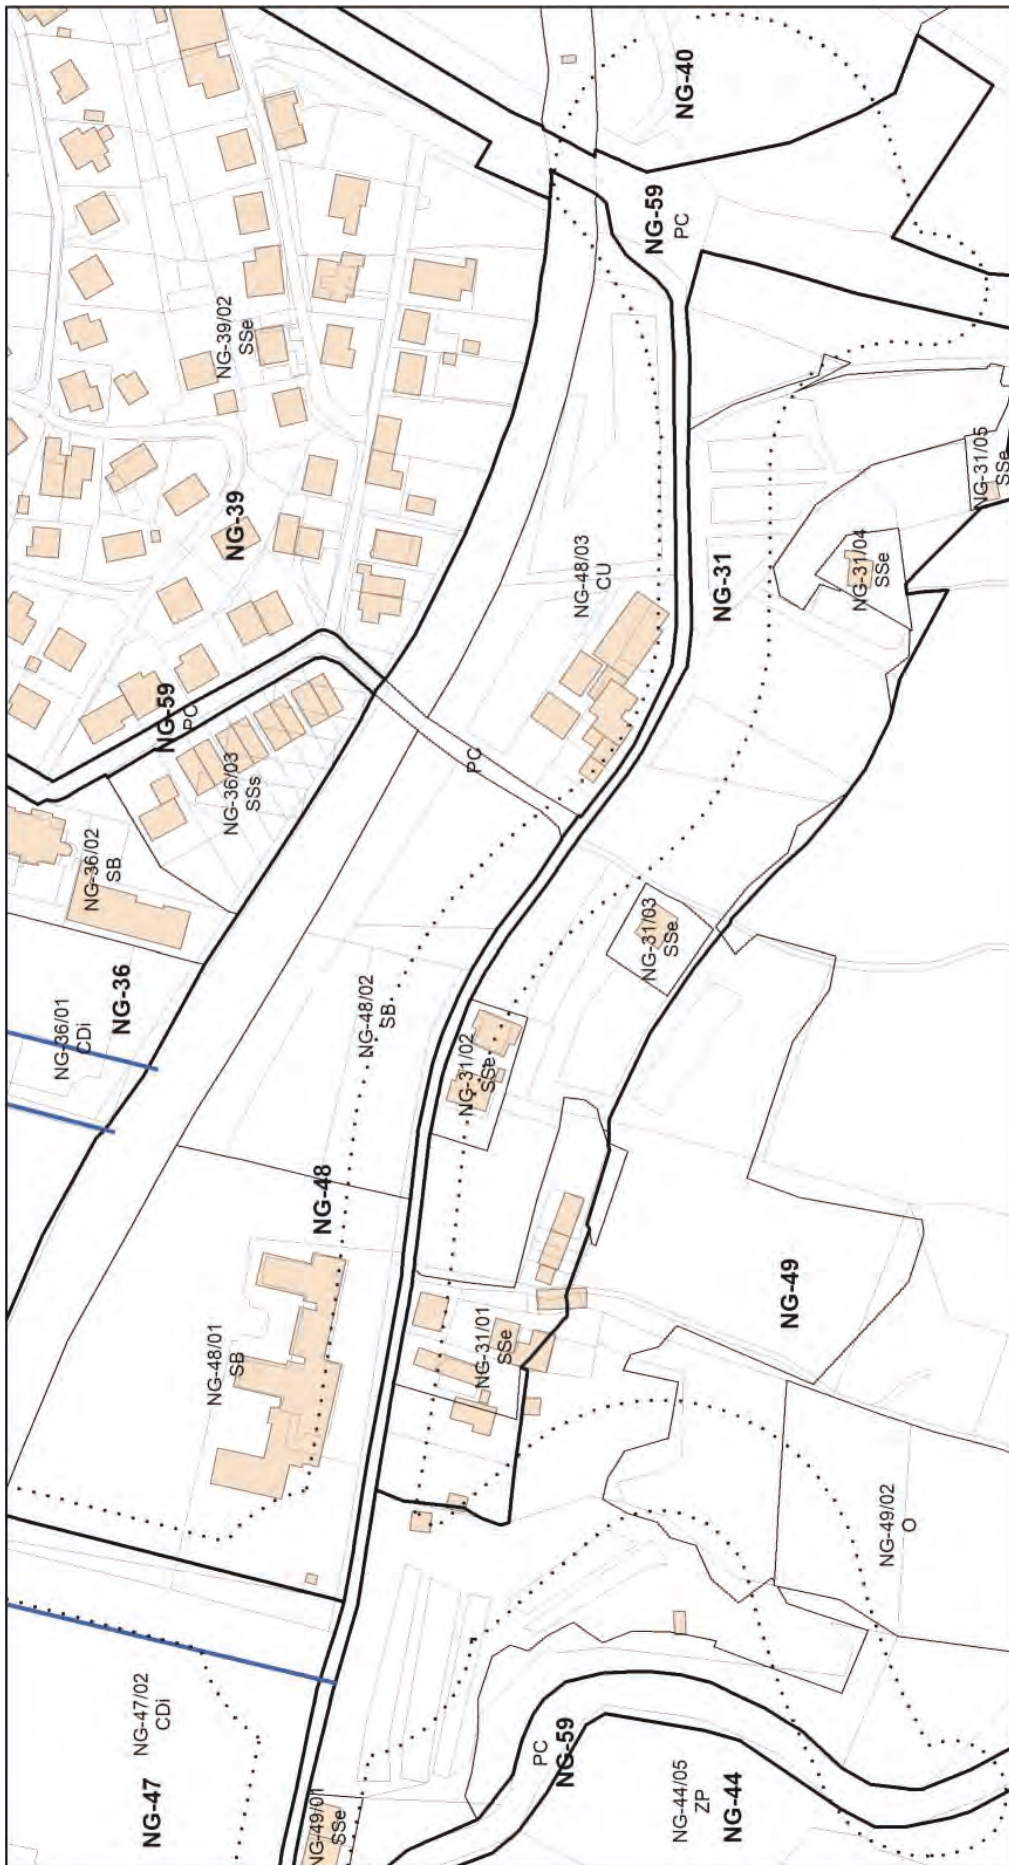 NG-40
NG-59
PC
NG-39/02
SSe
NG-39
NG-59
PC
NG-36/03
SSs
NG-36/02
SB
NG-36
NG-36/01
CDi
NG-48/03
CU
PC
NG-31
NG-31/05
SSe
NG-31/04
SSe
NG-31/03
SSe
NG-31/02
SSe
NG-48/02
SB
NG-48
NG-48/01
SB
NG-31/01
SSe
NG-49
NG-49/02
O
NG-47/02
CDi
NG-47
NG-49/01
SSe
PC
NG-59
NG-44/05
ZP
NG-44